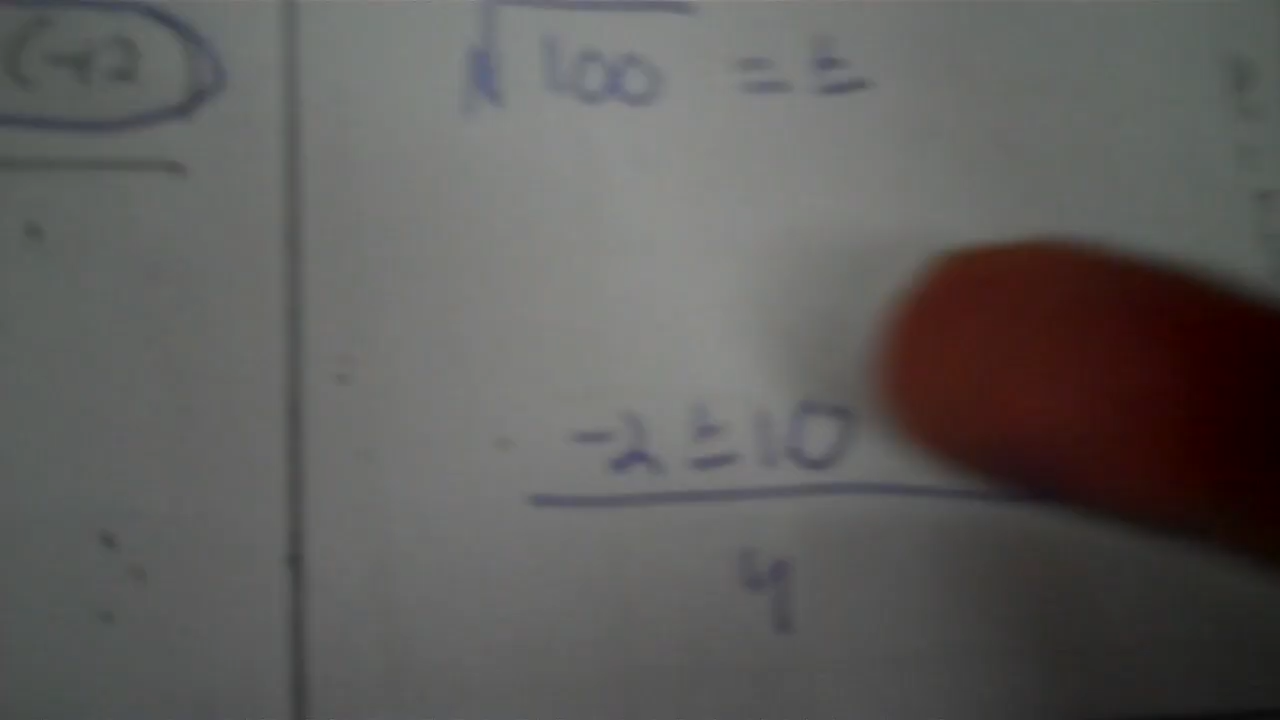 √100 = ±
-2 ± 10
4